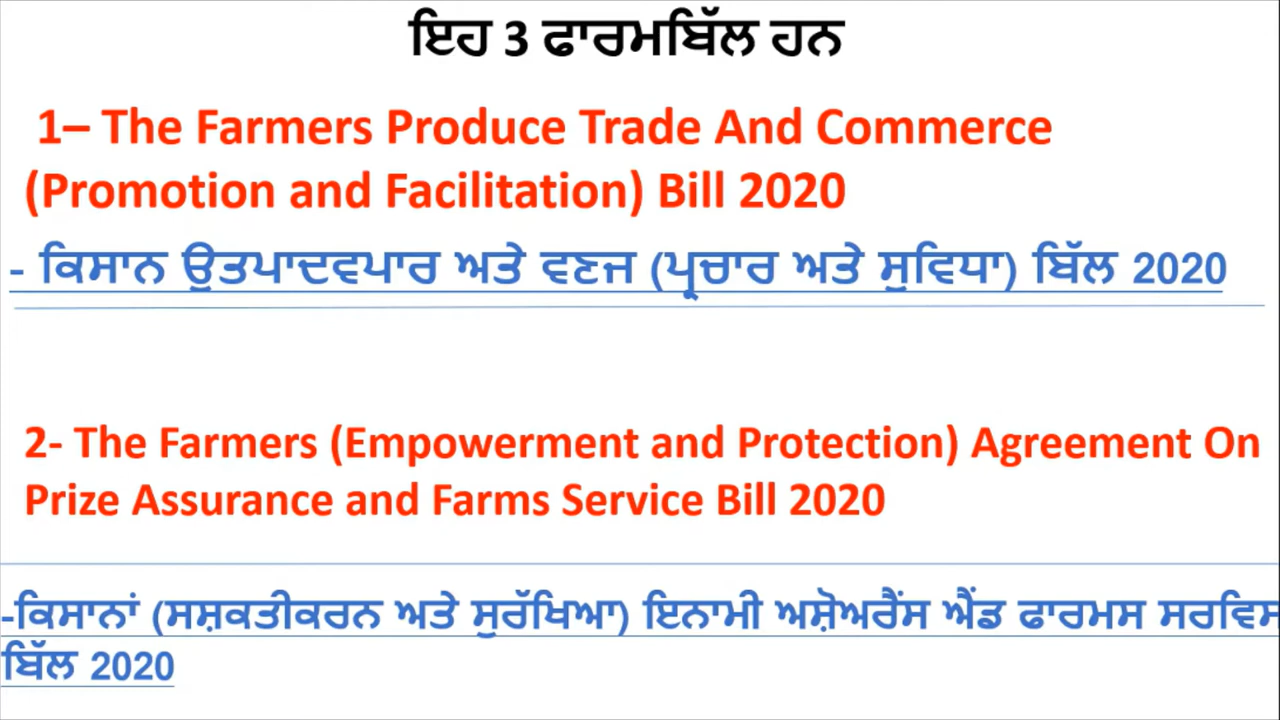 ਇਹ 3 ਫਾਰਮਬਿੱਲ ਹਨ
1– The Farmers Produce Trade And Commerce
(Promotion and Facilitation) Bill 2020
- ਕਿਸਾਨ ਉਤਪਾਦਵਪਾਰ ਅਤੇ ਵਣਜ (ਪ੍ਰਚਾਰ ਅਤੇ ਸੁਵਿਧਾ) ਬਿੱਲ 2020
2- The Farmers (Empowerment and Protection) Agreement On
Prize Assurance and Farms Service Bill 2020
-ਕਿਸਾਨਾਂ (ਸਸ਼ਕਤੀਕਰਨ ਅਤੇ ਸੁਰੱਖਿਆ) ਇਨਾਮੀ ਅਸ਼ੋਅਰੈਂਸ ਐਂਡ ਫਾਰਮਸ ਸਰਵਿਸ
ਬਿੱਲ 2020